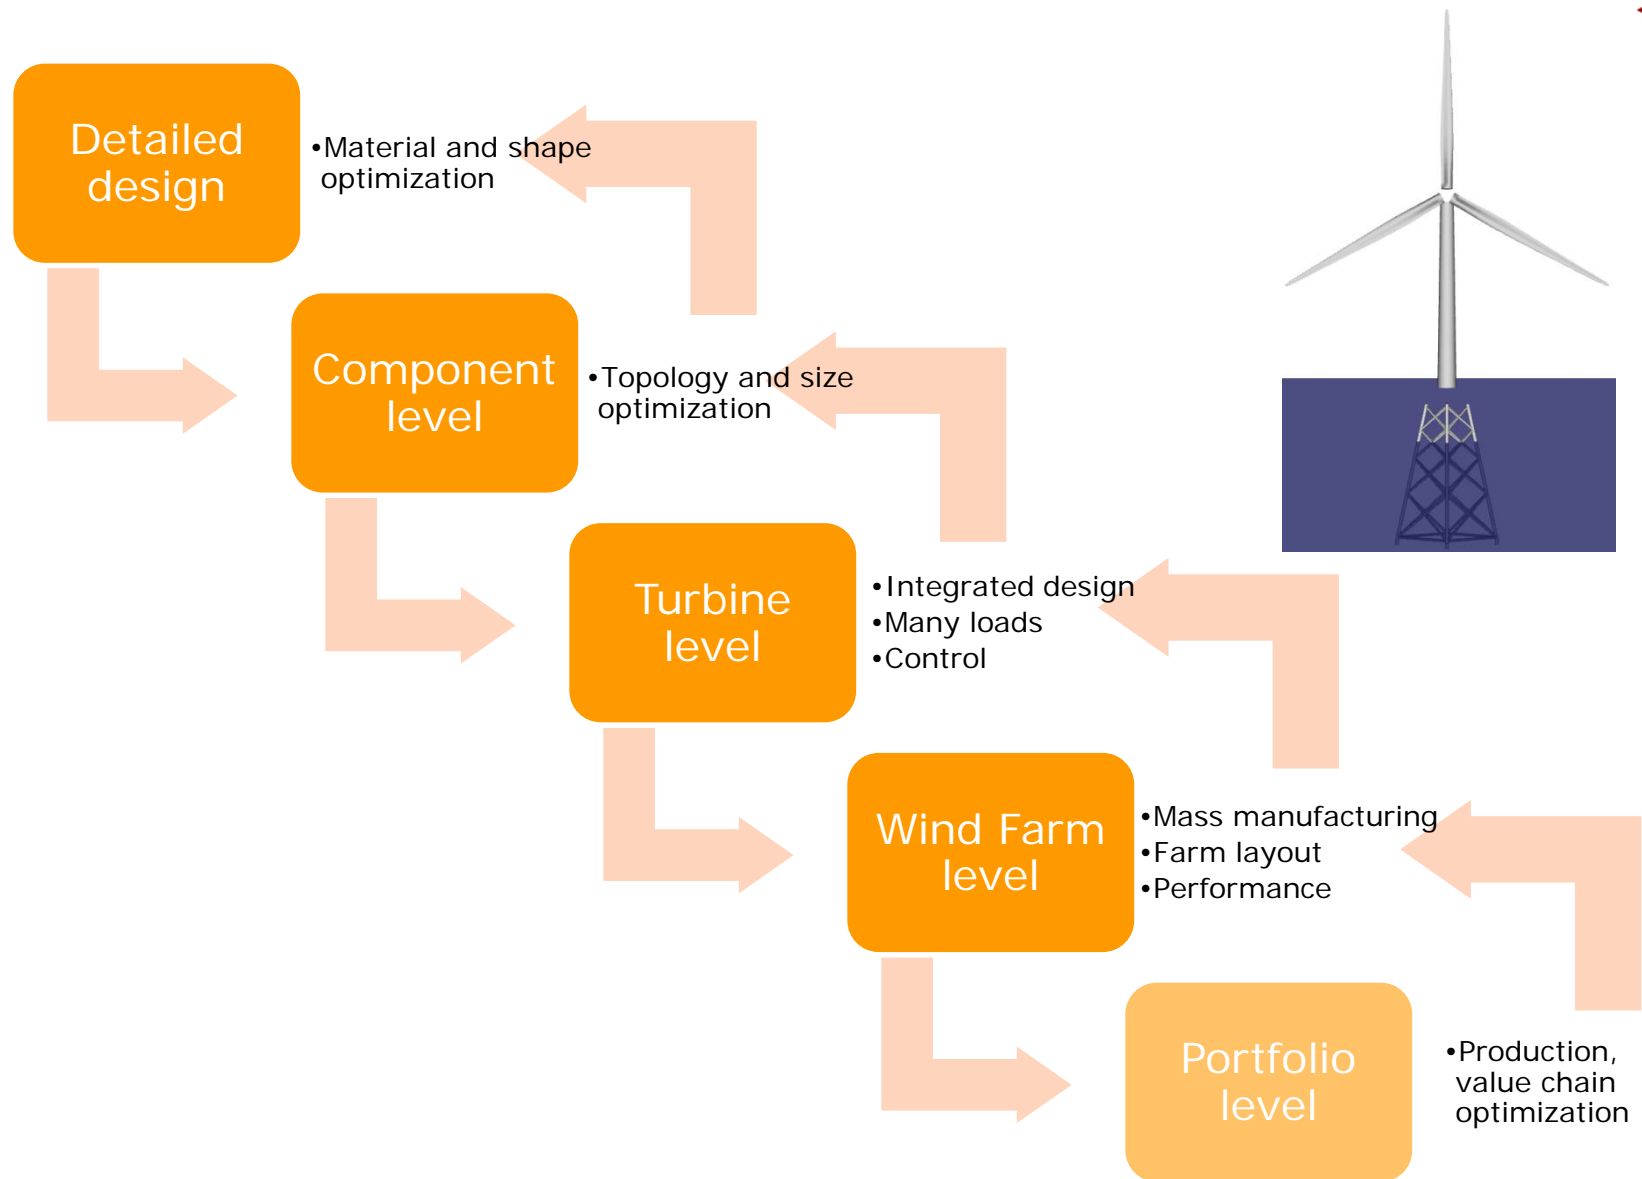 Detailed
design
•Material and shape
optimization
Component
level
•Topology and size
optimization
Turbine
level
•Integrated design
•Many loads
•Control
Wind Farm
level
•Mass manufacturing
•Farm layout
•Performance
Portfolio
level
•Production,
value chain
optimization